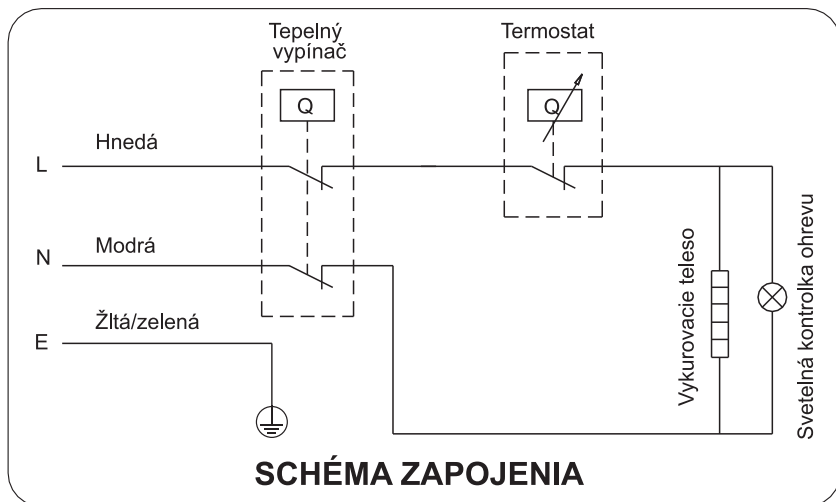 Tepelný
vypínač
Termostat
Q
Q
Hnedá
L
Modrá
N
Žltá/zelená
E
Vykurovacie teleso
Svetelná kontrolka ohrevu
SCHÉMA ZAPOJENIA